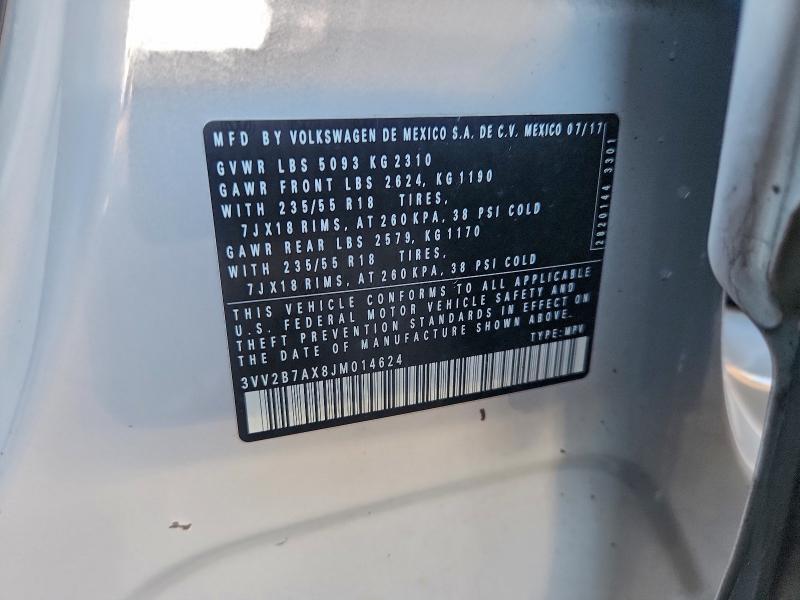 MFD BY VOLKSWAGEN DE MEXICO S.A. DE C.V. MEXICO 07/17
GVWR LBS 5093 KG 2310
GAWR FRONT LBS 2624, KG 1190
WITH 235/55 R18 TIRES,
7JX18 RIMS, AT 260 KPA, 38 PSI COLD
GAWR REAR LBS 2579, KG 1170
WITH 235/55 R18 TIRES,
7JX18 RIMS, AT 260 KPA, 38 PSI COLD
THIS VEHICLE CONFORMS TO ALL APPLICABLE
U.S. FEDERAL MOTOR VEHICLE SAFETY AND
THEFT PREVENTION STANDARDS IN EFFECT ON
THE DATE OF MANUFACTURE SHOWN ABOVE.
TYPE: MPV
3VV2B7AX8JM014624
2820144 3301